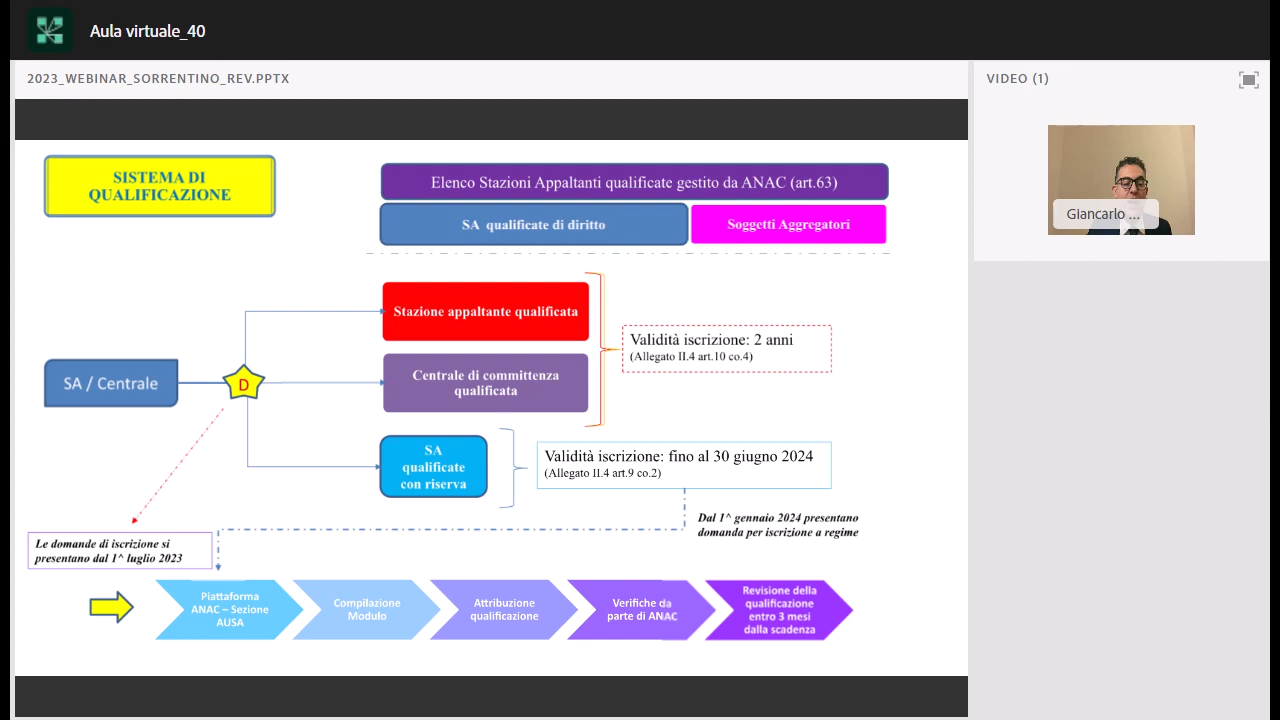 Aula virtuale_40
2023_WEBINAR_SORRENTINO_REV.PPTX
VIDEO (1)
SISTEMA DI
QUALIFICAZIONE
Elenco Stazioni Appaltanti qualificate gestito da ANAC (art.63)
SA qualificate di diritto
Soggetti Aggregatori
Giancarlo ...
Stazione appaltante qualificata
Validità iscrizione: 2 anni
(Allegato II.4 art.10 co.4)
SA / Centrale
D
Centrale di committenza
qualificata
SA
qualificate
con riserva
Validità iscrizione: fino al 30 giugno 2024
(Allegato II.4 art.9 co.2)
Dal 1^ gennaio 2024 presentano
domanda per iscrizione a regime
Le domande di iscrizione si
presentano dal 1^ luglio 2023
Piattaforma
ANAC – Sezione
AUSA
Compilazione
Modulo
Attribuzione
qualificazione
Verifiche da
parte di ANAC
Revisione della
qualificazione
entro 3 mesi
dalla scadenza